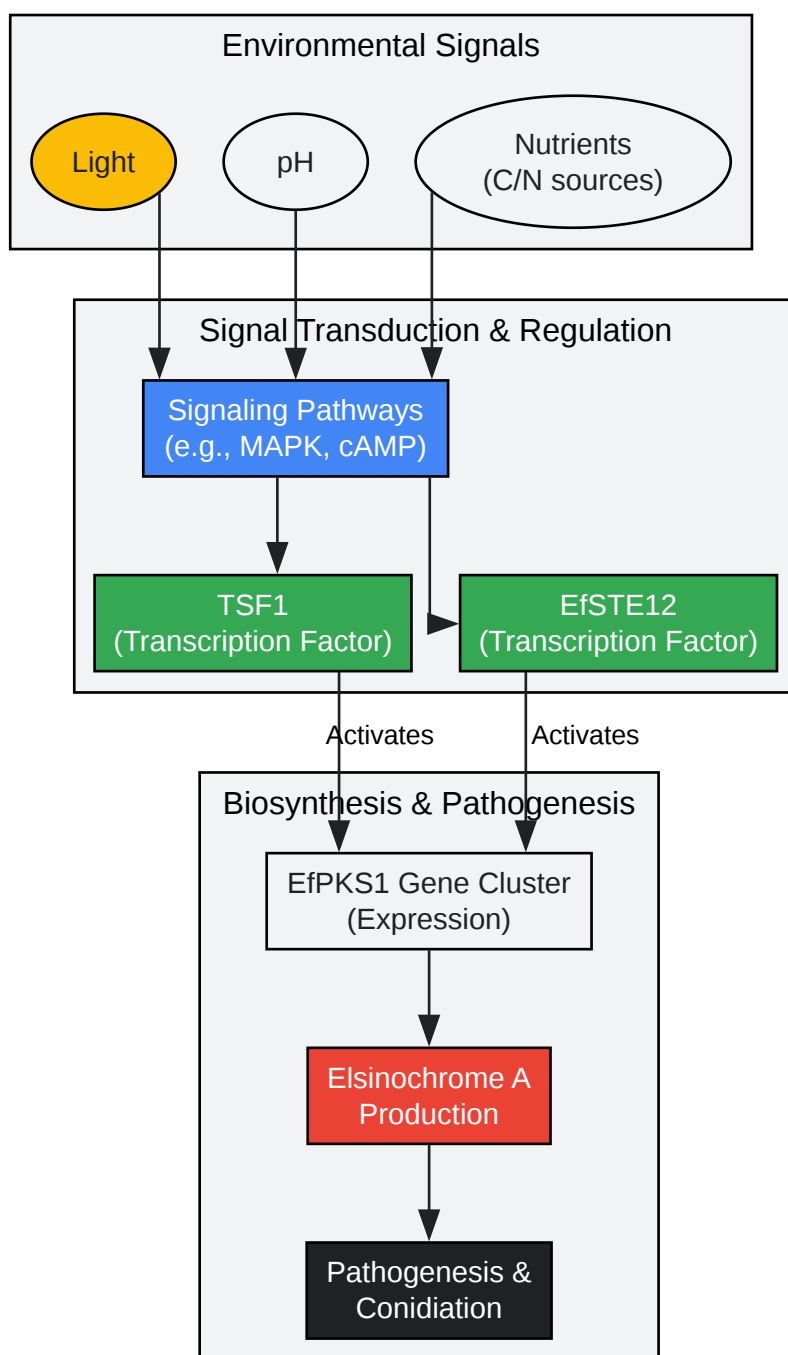 Environmental Signals
Light
pH
Nutrients
(C/N sources)
Signal Transduction & Regulation
Signaling Pathways
(e.g., MAPK, cAMP)
TSF1
(Transcription Factor)
EfSTE12
(Transcription Factor)
Activates
Activates
Biosynthesis & Pathogenesis
EfPKS1 Gene Cluster
(Expression)
Elsinochrome A
Production
Pathogenesis &
Conidiation